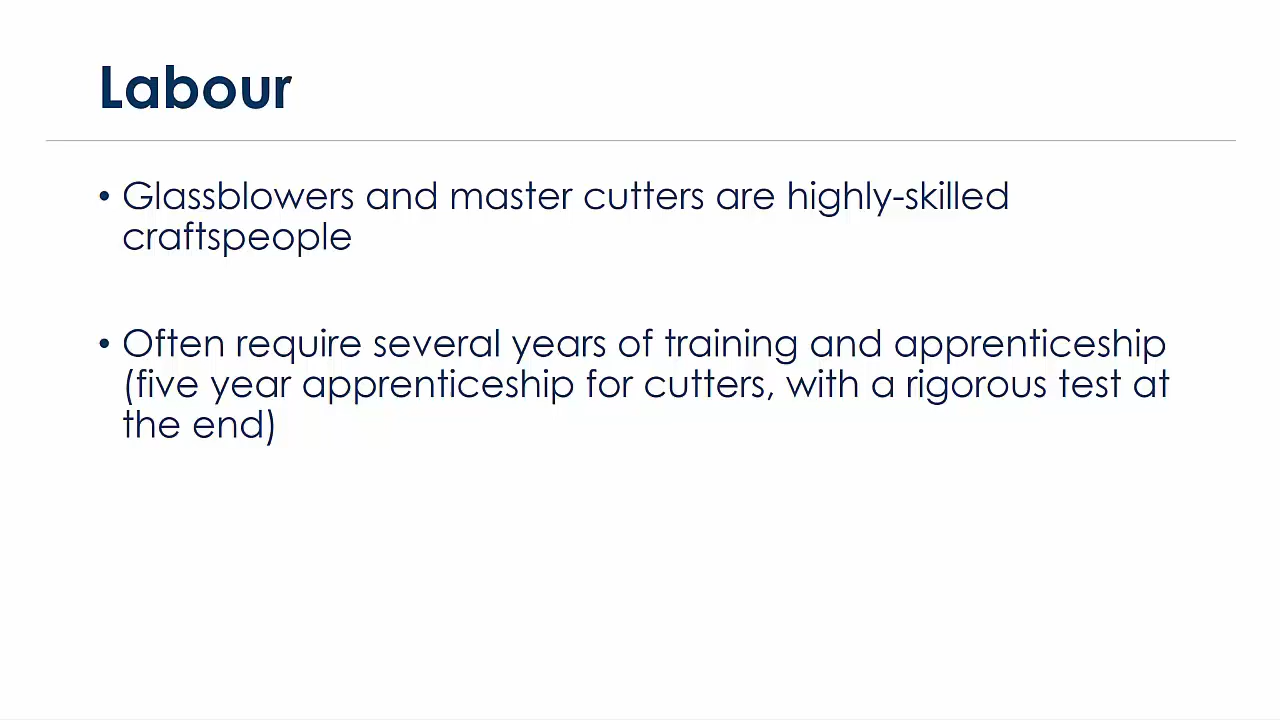 Labour
• Glassblowers and master cutters are highly-skilled
craftspeople
• Often require several years of training and apprenticeship
(five year apprenticeship for cutters, with a rigorous test at
the end)